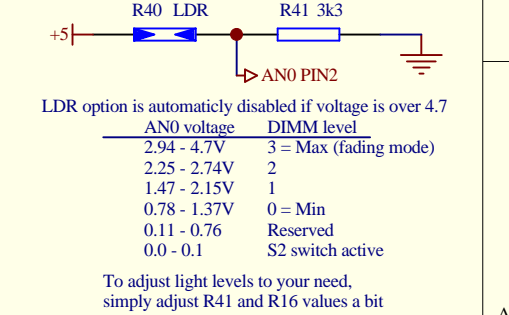 R40 LDR R41 3k3
+5
AN0 PIN2
LDR option is automaticly disabled if voltage is over 4.7
AN0 voltage DIMM level
2.94 - 4.7V 3 = Max (fading mode)
2.25 - 2.74V 2
1.47 - 2.15V 1
0.78 - 1.37V 0 = Min
0.11 - 0.76 Reserved
0.0 - 0.1 S2 switch active
To adjust light levels to your need,
simply adjust R41 and R16 values a bit